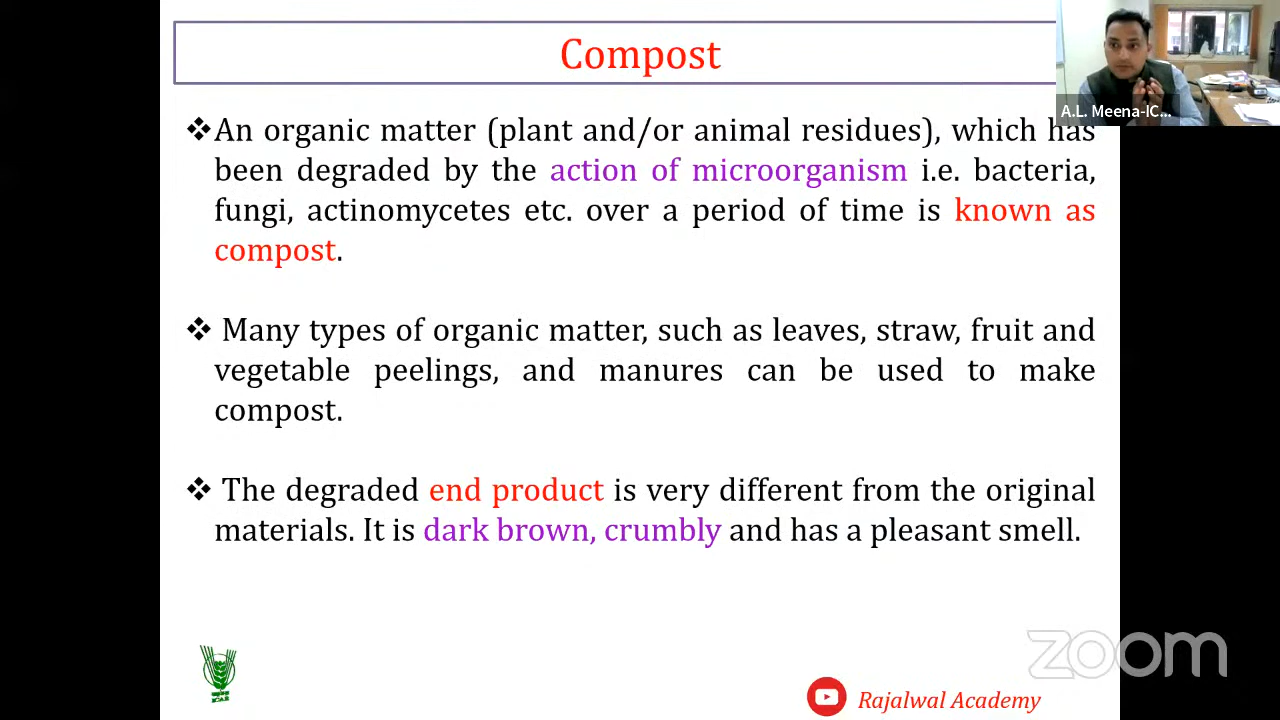 Compost
A.L. Meena-IC...
❖An organic matter (plant and/or animal residues), which has
been degraded by the action of microorganism i.e. bacteria,
fungi, actinomycetes etc. over a period of time is known as
compost.
❖ Many types of organic matter, such as leaves, straw, fruit and
vegetable peelings, and manures can be used to make
compost.
❖ The degraded end product is very different from the original
materials. It is dark brown, crumbly and has a pleasant smell.
zoom
Rajalwal Academy